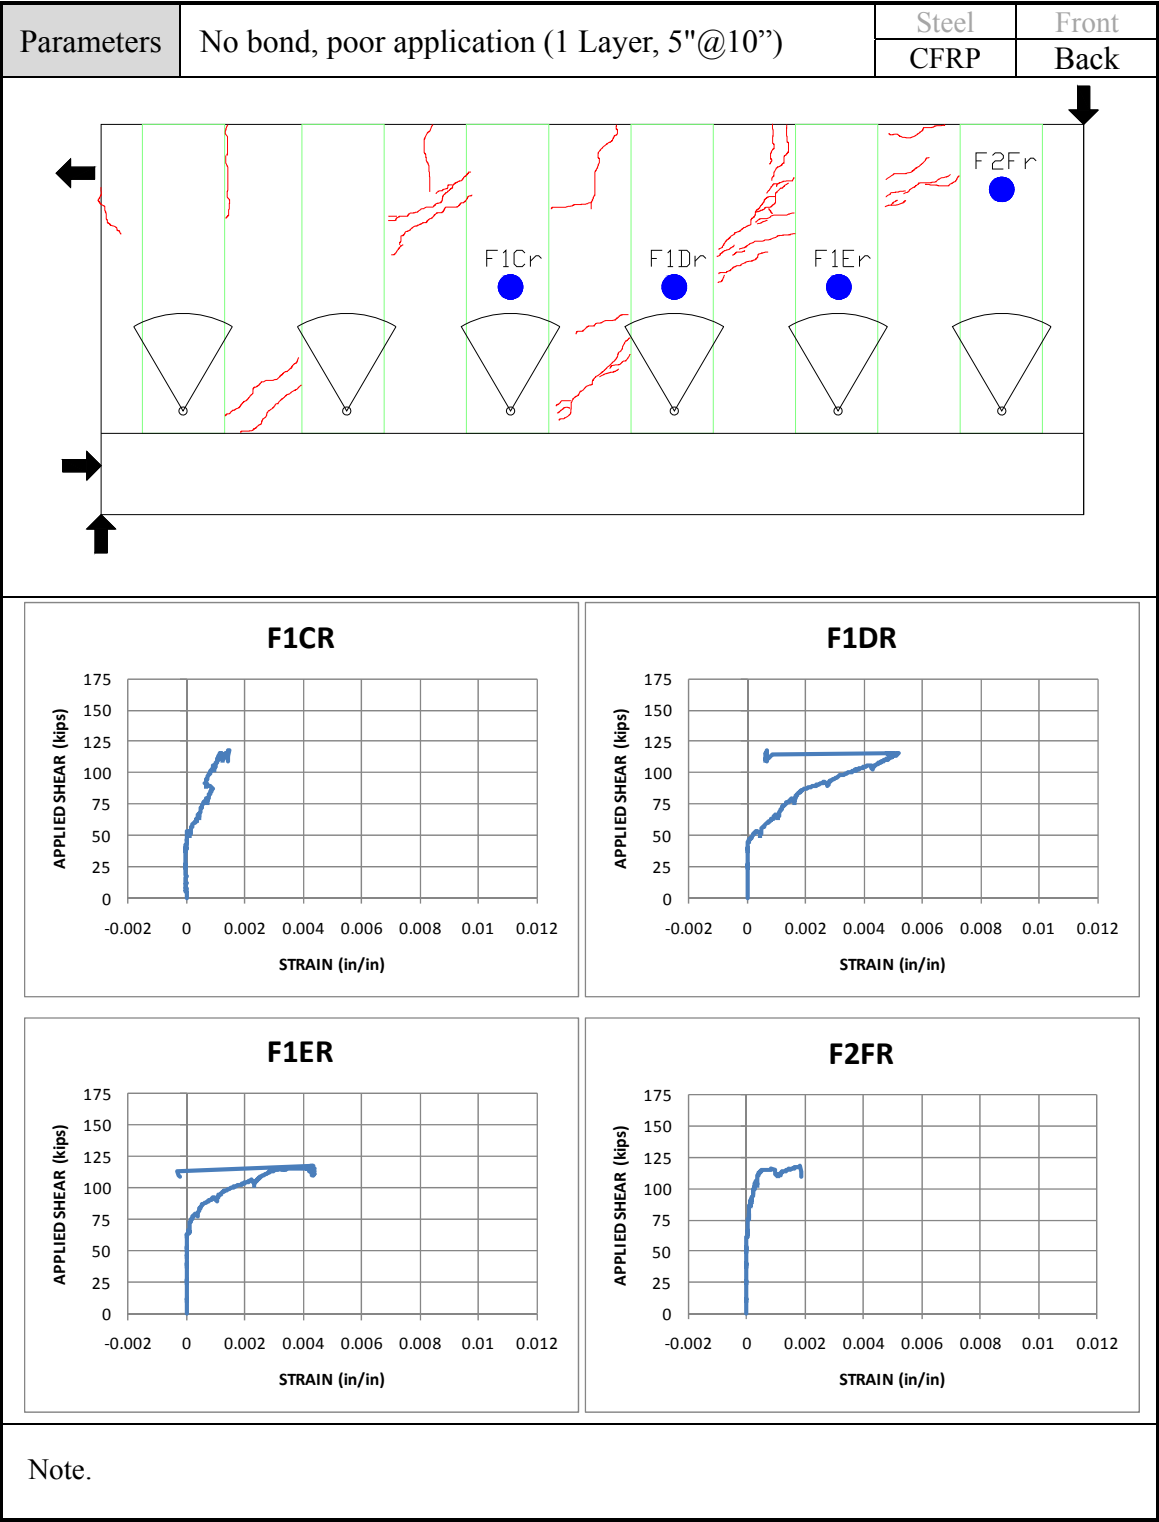 Parameters No bond, poor application (1 Layer, 5"@10”) Steel Front
CFRP Back
F2Fr
F1Cr F1Dr F1Er
F1CR
175
150
125
100
75
50
25
0
APPLIED SHEAR (kips)
-0.002 0 0.002 0.004 0.006 0.008 0.01 0.012
STRAIN (in/in)
F1DR
175
150
125
100
75
50
25
0
APPLIED SHEAR (kips)
-0.002 0 0.002 0.004 0.006 0.008 0.01 0.012
STRAIN (in/in)
F1ER
175
150
125
100
75
50
25
0
APPLIED SHEAR (kips)
-0.002 0 0.002 0.004 0.006 0.008 0.01 0.012
STRAIN (in/in)
F2FR
175
150
125
100
75
50
25
0
APPLIED SHEAR (kips)
-0.002 0 0.002 0.004 0.006 0.008 0.01 0.012
STRAIN (in/in)
Note.